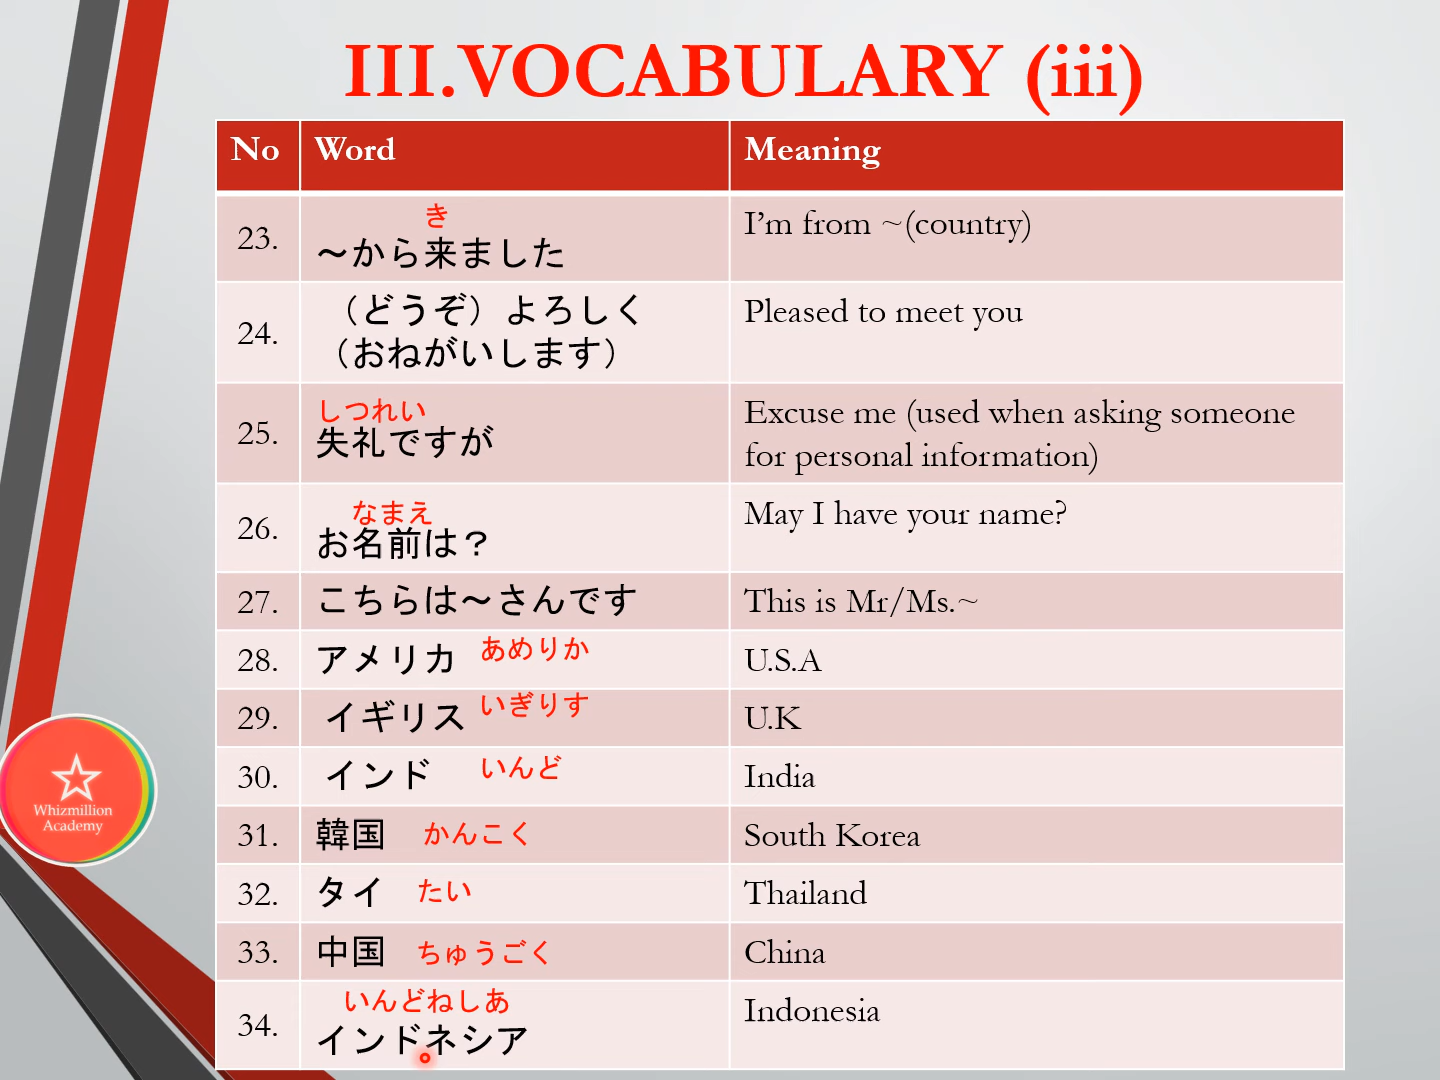 III.VOCABULARY (iii)
No Word Meaning
き
23. ～から来ました I'm from ~(country)
（どうぞ）よろしく
24. （おねがいします） Pleased to meet you
しつれい
25. 失礼ですが Excuse me (used when asking someone
for personal information)
なまえ
26. お名前は？ May I have your name?
27. こちらは～さんです This is Mr/Ms.~
28. アメリカ あめりか U.S.A
29. イギリス いぎりす U.K
30. インド いんど India
31. 韓国 かんこく South Korea
32. タイ たい Thailand
33. 中国 ちゅうごく China
いんどねしあ
34. インドネシア Indonesia
Whizmillion
Academy